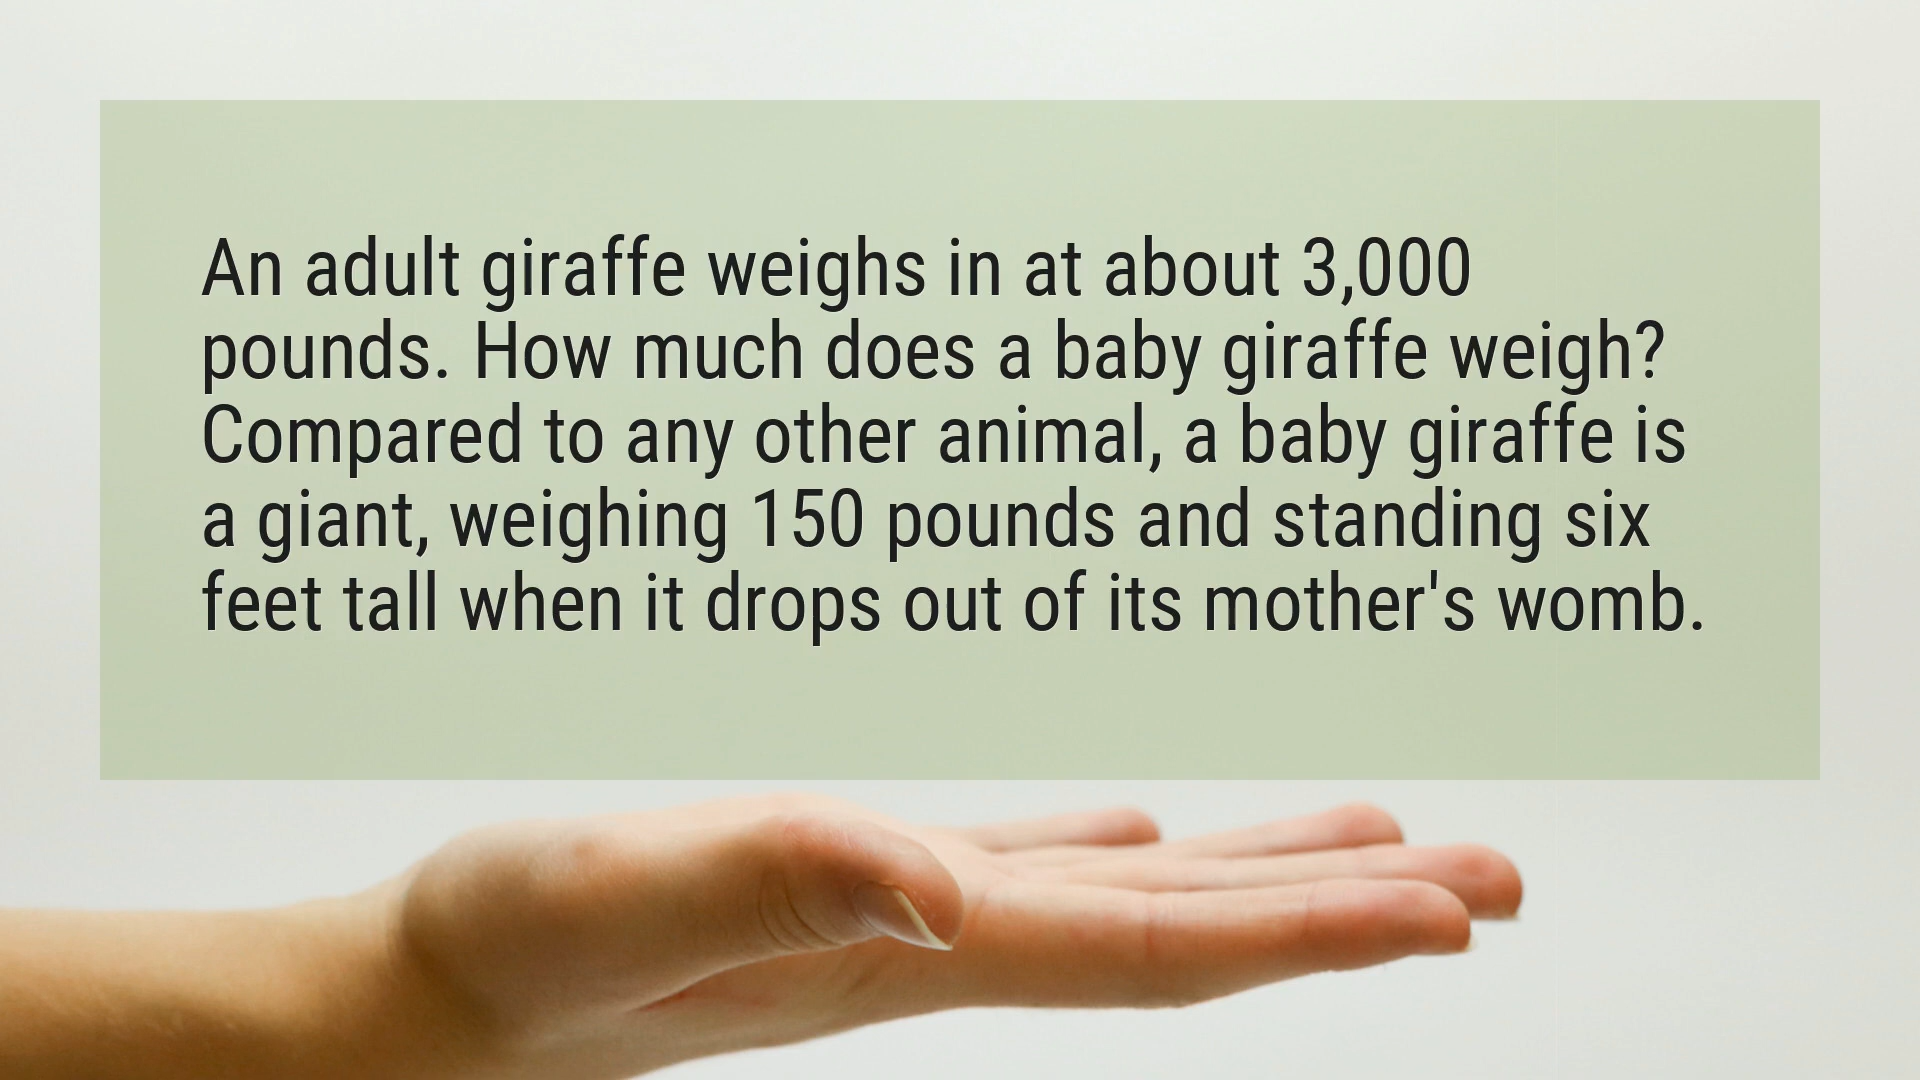 An adult giraffe weighs in at about 3,000
pounds. How much does a baby giraffe weigh?
Compared to any other animal, a baby giraffe is
a giant, weighing 150 pounds and standing six
feet tall when it drops out of its mother's womb.